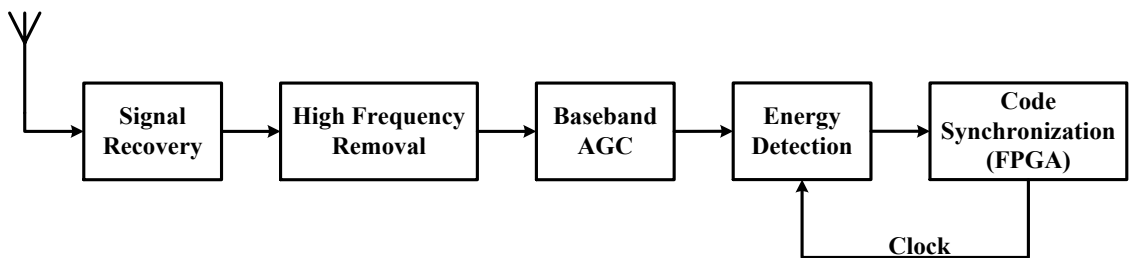 Signal
Recovery
High Frequency
Removal
Baseband
AGC
Energy
Detection
Code
Synchronization
(FPGA)
Clock